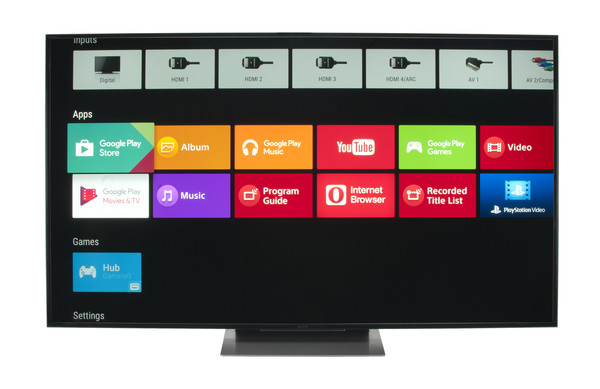 Inputs
Digital
HDMI 1
HDMI 2
HDMI 3
HDMI 4/ARC
AV 1
AV 2/Comp
Apps
Google Play
Store
Album
Google Play
Music
YouTube
Google Play
Games
Video
Google Play
Movies & TV
Music
Program
Guide
Internet
Browser
Recorded
Title List
PlayStation Video
Games
Hub
Gameloft
Settings